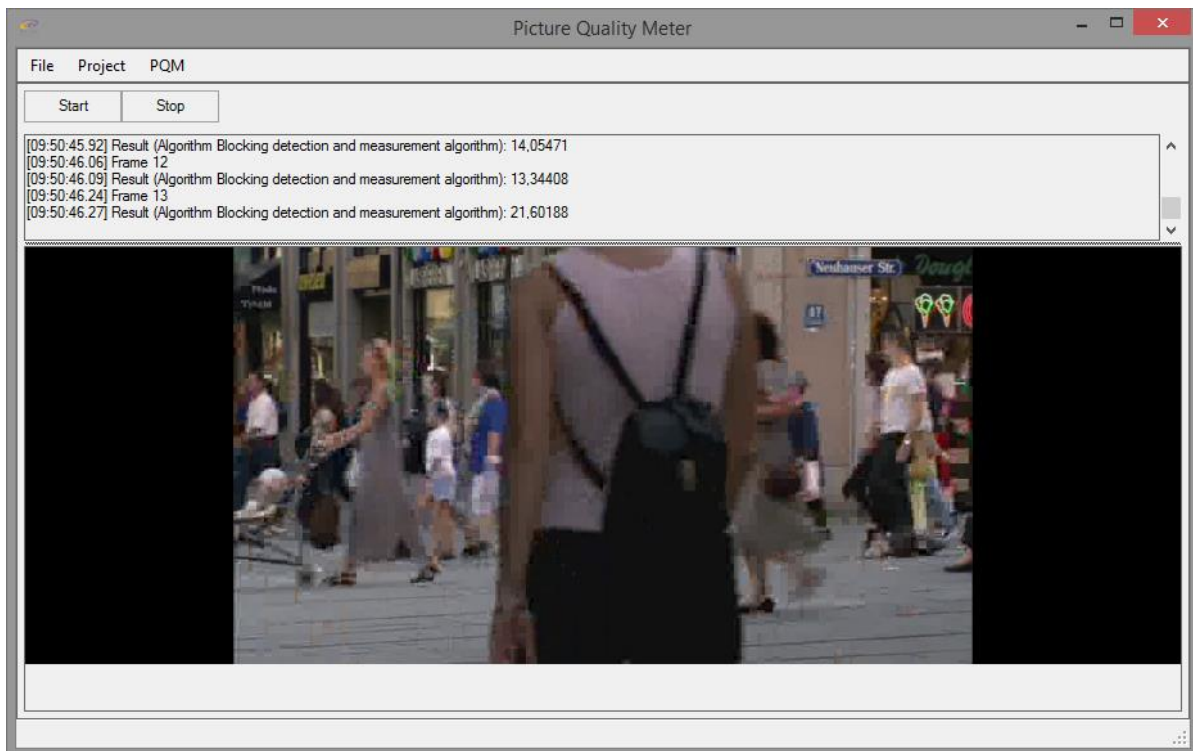 Picture Quality Meter
File Project PQM
Start Stop
[09:50:45.92] Result (Algorithm Blocking detection and measurement algorithm): 14,05471
[09:50:46.06] Frame 12
[09:50:46.09] Result (Algorithm Blocking detection and measurement algorithm): 13,34408
[09:50:46.24] Frame 13
[09:50:46.27] Result (Algorithm Blocking detection and measurement algorithm): 21,60188
Neuhauser Str.
47